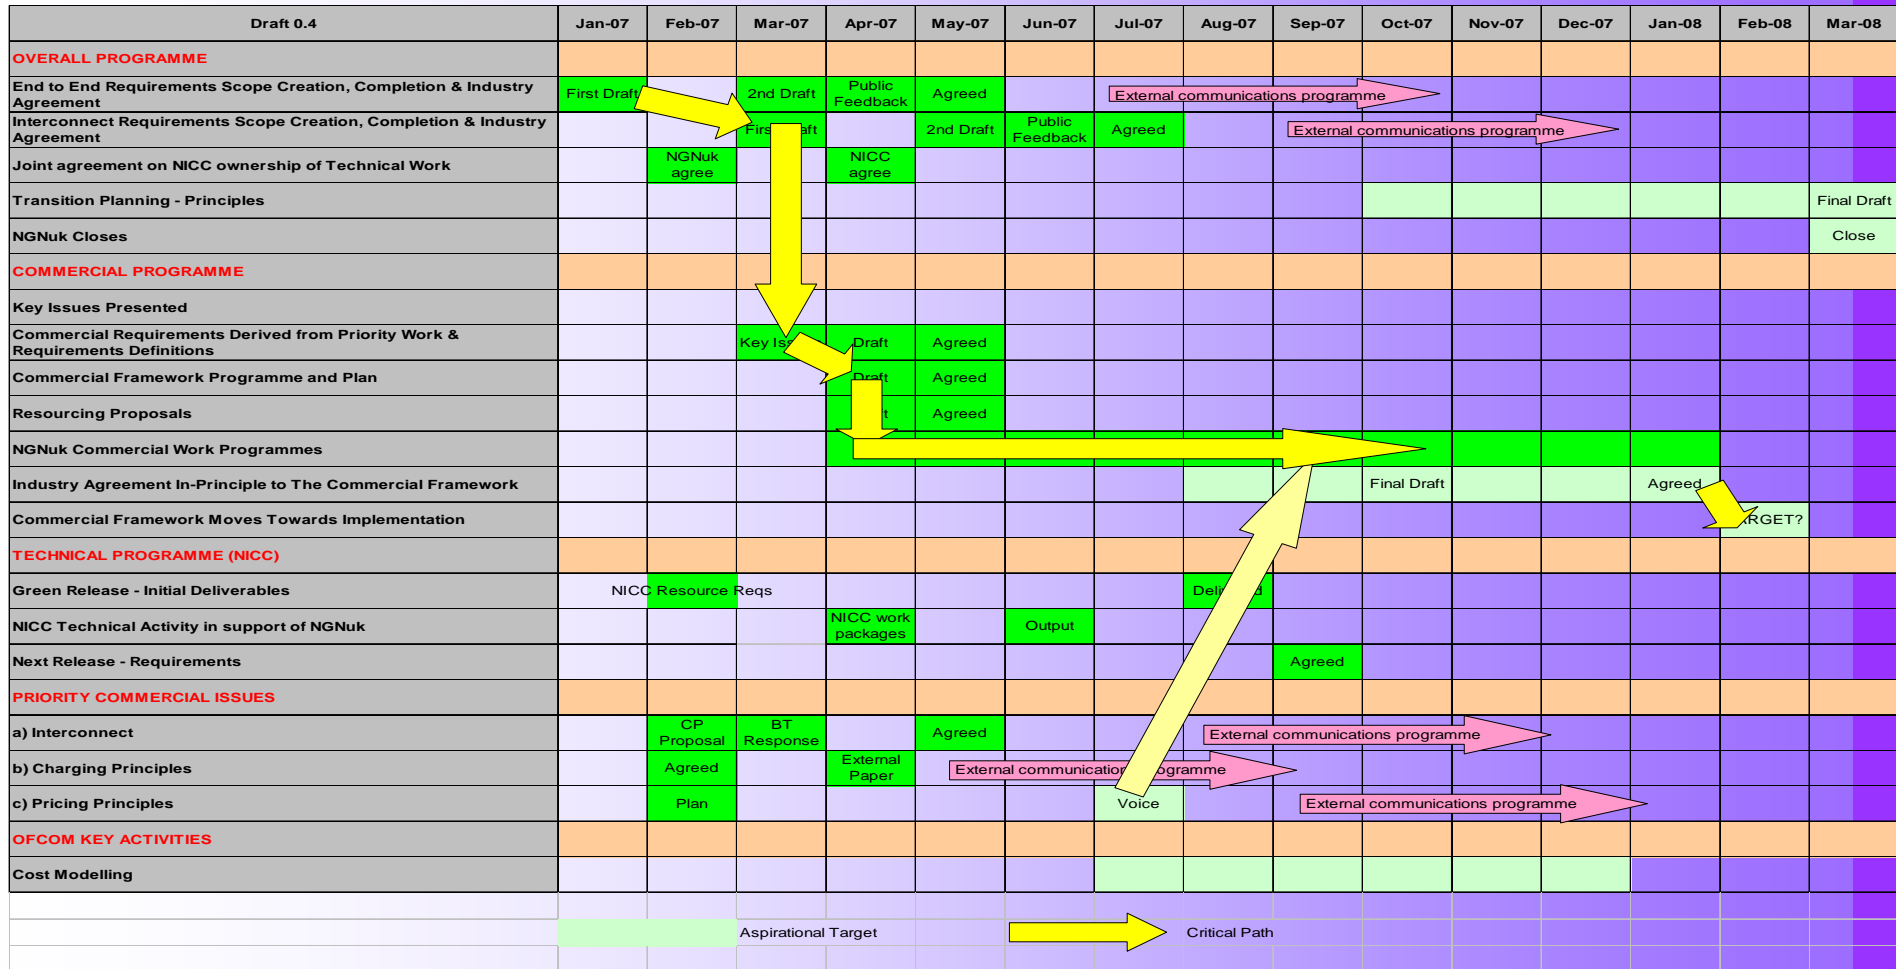 Draft 0.4 Jan-07 Feb-07 Mar-07 Apr-07 May-07 Jun-07 Jul-07 Aug-07 Sep-07 Oct-07 Nov-07 Dec-07 Jan-08 Feb-08 Mar-08
OVERALL PROGRAMME
End to End Requirements Scope Creation, Completion & Industry
Agreement
First Draft
2nd Draft
Public
Feedback
Agreed
External communications programme
Interconnect Requirements Scope Creation, Completion & Industry
Agreement
2nd Draft
Public
Feedback
Agreed
External communications programme
Joint agreement on NICC ownership of Technical Work
NGNuk
agree
NICC
agree
Transition Planning - Principles
Final Draft
NGNuk Closes
Close
COMMERCIAL PROGRAMME
Key Issues Presented
Commercial Requirements Derived from Priority Work &
Requirements Definitions
Key
Draft
Agreed
Commercial Framework Programme and Plan
Draft
Agreed
Resourcing Proposals
Agreed
NGNuk Commercial Work Programmes
Industry Agreement In-Principle to The Commercial Framework
Final Draft
Agreed
Commercial Framework Moves Towards Implementation
TECHNICAL PROGRAMME (NICC)
Green Release - Initial Deliverables
NICC Resource Reqs
NICC Technical Activity in support of NGNuk
NICC work
packages
Output
Next Release - Requirements
Agreed
PRIORITY COMMERCIAL ISSUES
a) Interconnect
CP
Proposal
BT
Response
Agreed
External communications programme
b) Charging Principles
Agreed
External
Paper
External communication programme
c) Pricing Principles
Plan
Voice
External communications programme
OFCOM KEY ACTIVITIES
Cost Modelling
Aspirational Target
Critical Path